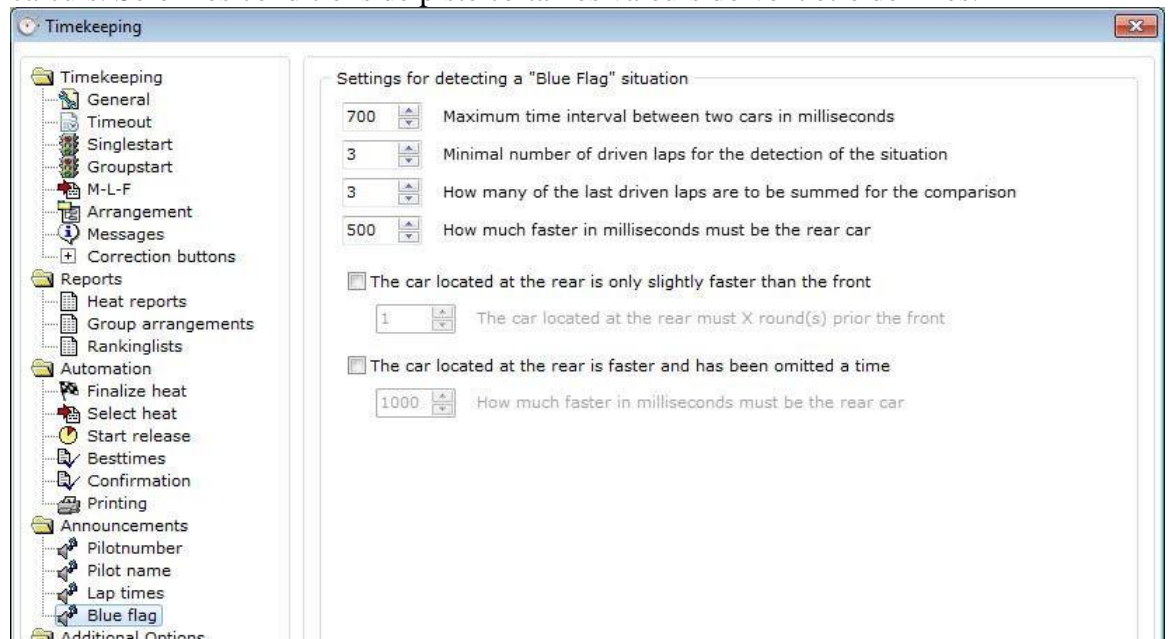 Timekeeping
Timekeeping
General
Timeout
Singlestart
Groupstart
M-L-F
Arrangement
Messages
Correction buttons
Reports
Heat reports
Group arrangements
Rankinglists
Automation
Finalize heat
Select heat
Start release
Besttimes
Confirmation
Printing
Announcements
Pilotnumber
Pilot name
Lap times
Blue flag
Additional Options
Settings for detecting a "Blue Flag" situation
700 Maximum time interval between two cars in milliseconds
3 Minimal number of driven laps for the detection of the situation
3 How many of the last driven laps are to be summed for the comparison
500 How much faster in milliseconds must be the rear car
The car located at the rear is only slightly faster than the front
1 The car located at the rear must X round(s) prior the front
The car located at the rear is faster and has been omitted a time
1000 How much faster in milliseconds must be the rear car